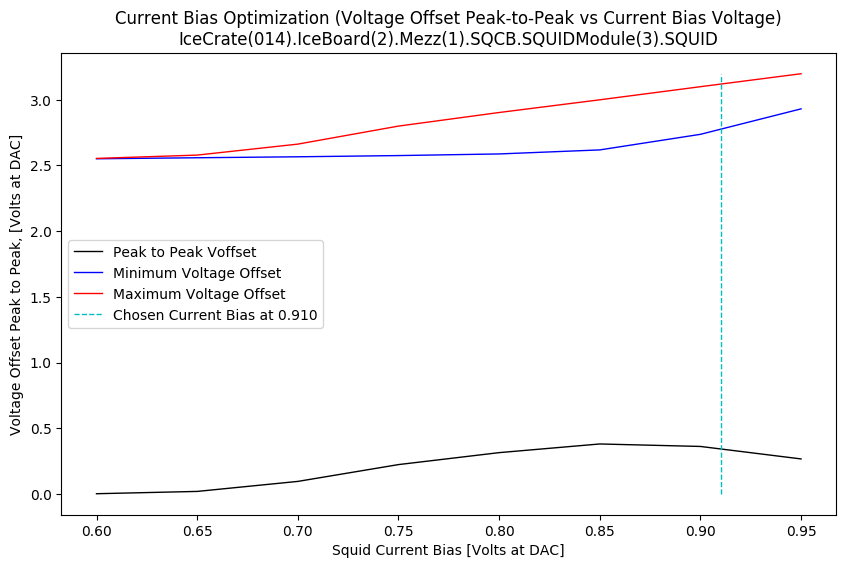 Current Bias Optimization (Voltage Offset Peak-to-Peak vs Current Bias Voltage)
IceCrate(014).IceBoard(2).Mezz(1).SQCB.SQUIDModule(3).SQUID
Voltage Offset Peak to Peak, [Volts at DAC]
3.0
2.5
2.0
1.5
1.0
0.5
0.0
Peak to Peak Voffset
Minimum Voltage Offset
Maximum Voltage Offset
Chosen Current Bias at 0.910
0.60 0.65 0.70 0.75 0.80 0.85 0.90 0.95
Squid Current Bias [Volts at DAC]